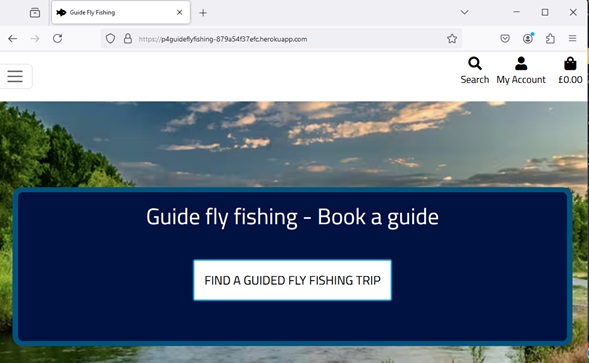 Guide Fly Fishing
https://p4guideflyfishing-879a54f37efc.herokuapp.com
Search My Account £0.00
Guide fly fishing - Book a guide
FIND A GUIDED FLY FISHING TRIP